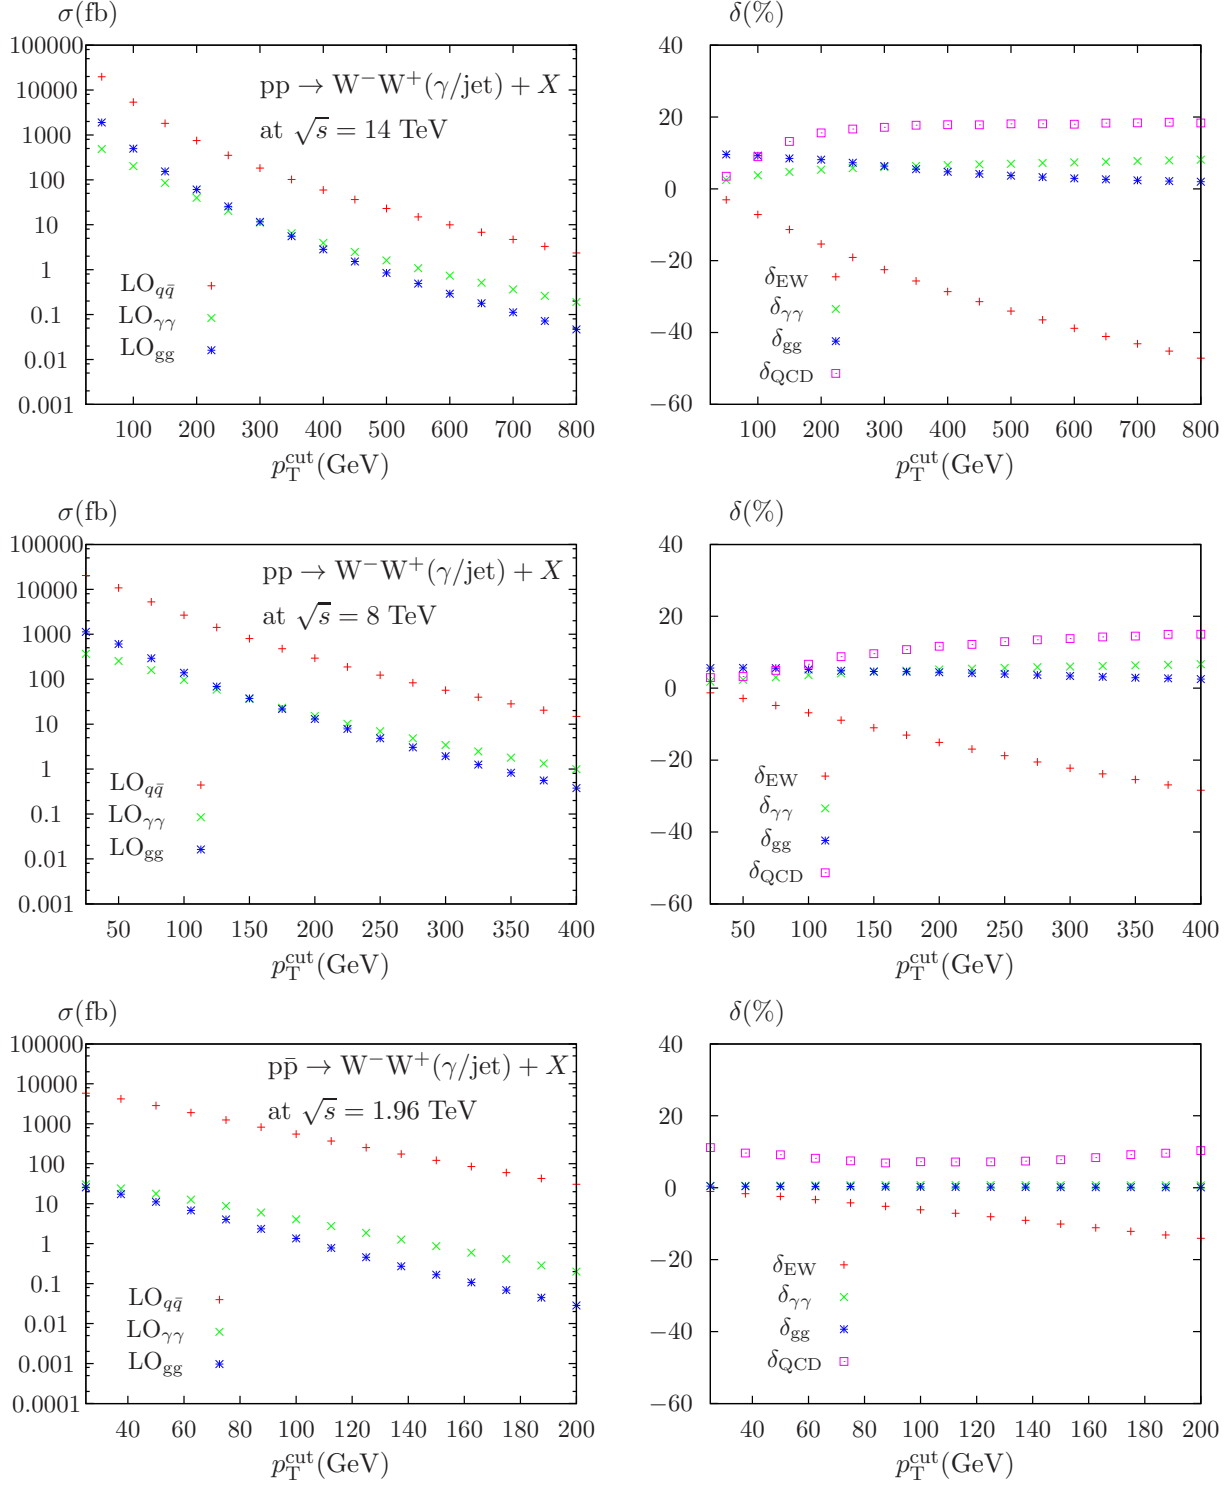 σ(fb)
100000
10000
1000
100
10
1
0.1
0.01
0.001
pp → W⁻W⁺(γ/jet) + X
at √s = 14 TeV
LO_qq̄
LO_γγ
LO_gg
100 200 300 400 500 600 700 800
p_T^cut(GeV)
δ(%)
40
20
0
−20
−40
−60
δ_EW
δ_γγ
δ_gg
δ_QCD
100 200 300 400 500 600 700 800
p_T^cut(GeV)
σ(fb)
100000
10000
1000
100
10
1
0.1
0.01
0.001
pp → W⁻W⁺(γ/jet) + X
at √s = 8 TeV
LO_qq̄
LO_γγ
LO_gg
50 100 150 200 250 300 350 400
p_T^cut(GeV)
δ(%)
40
20
0
−20
−40
−60
δ_EW
δ_γγ
δ_gg
δ_QCD
50 100 150 200 250 300 350 400
p_T^cut(GeV)
σ(fb)
100000
10000
1000
100
10
1
0.1
0.01
0.001
0.0001
pp̄ → W⁻W⁺(γ/jet) + X
at √s = 1.96 TeV
LO_qq̄
LO_γγ
LO_gg
40 60 80 100 120 140 160 180 200
p_T^cut(GeV)
δ(%)
40
20
0
−20
−40
−60
δ_EW
δ_γγ
δ_gg
δ_QCD
40 60 80 100 120 140 160 180 200
p_T^cut(GeV)